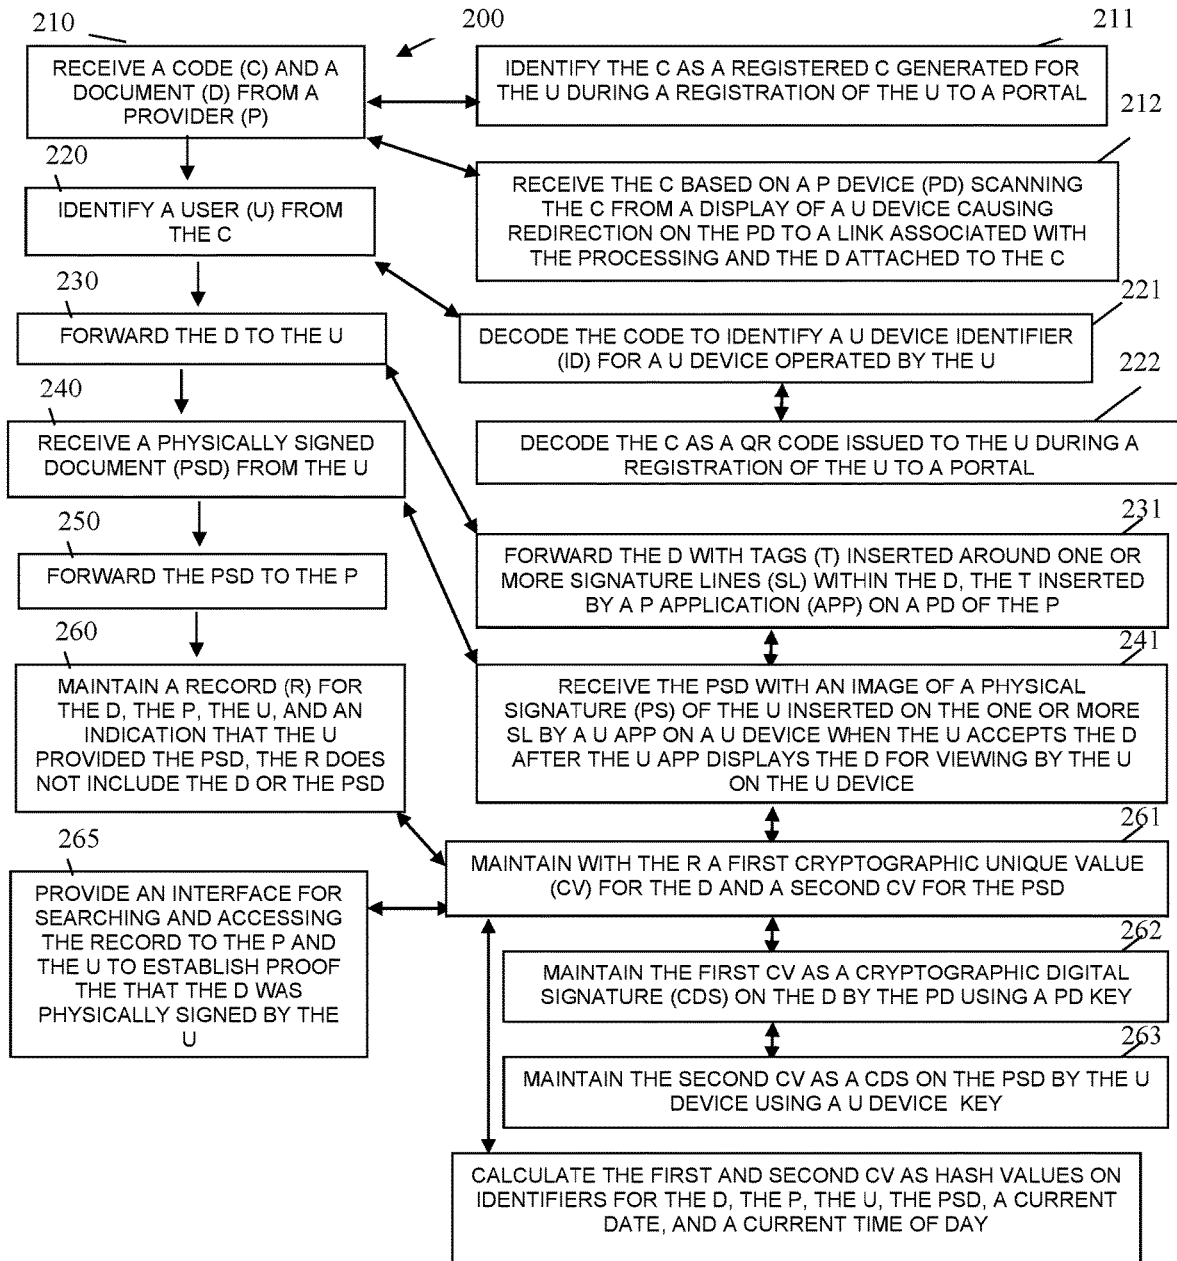 210
200
211
RECEIVE A CODE (C) AND A
DOCUMENT (D) FROM A
PROVIDER (P)
IDENTIFY THE C AS A REGISTERED C GENERATED FOR
THE U DURING A REGISTRATION OF THE U TO A PORTAL
212
220
IDENTIFY A USER (U) FROM
THE C
RECEIVE THE C BASED ON A P DEVICE (PD) SCANNING
THE C FROM A DISPLAY OF A U DEVICE CAUSING
REDIRECTION ON THE PD TO A LINK ASSOCIATED WITH
THE PROCESSING AND THE D ATTACHED TO THE C
230
FORWARD THE D TO THE U
221
DECODE THE CODE TO IDENTIFY A U DEVICE IDENTIFIER
(ID) FOR A U DEVICE OPERATED BY THE U
222
240
RECEIVE A PHYSICALLY SIGNED
DOCUMENT (PSD) FROM THE U
DECODE THE C AS A QR CODE ISSUED TO THE U DURING A
REGISTRATION OF THE U TO A PORTAL
231
250
FORWARD THE PSD TO THE P
FORWARD THE D WITH TAGS (T) INSERTED AROUND ONE OR
MORE SIGNATURE LINES (SL) WITHIN THE D, THE T INSERTED
BY A P APPLICATION (APP) ON A PD OF THE P
260
241
MAINTAIN A RECORD (R) FOR
THE D, THE P, THE U, AND AN
INDICATION THAT THE U
PROVIDED THE PSD, THE R DOES
NOT INCLUDE THE D OR THE PSD
RECEIVE THE PSD WITH AN IMAGE OF A PHYSICAL
SIGNATURE (PS) OF THE U INSERTED ON THE ONE OR MORE
SL BY A U APP ON A U DEVICE WHEN THE U ACCEPTS THE D
AFTER THE U APP DISPLAYS THE D FOR VIEWING BY THE U
ON THE U DEVICE
265
261
PROVIDE AN INTERFACE FOR
SEARCHING AND ACCESSING
THE RECORD TO THE P AND
THE U TO ESTABLISH PROOF
THE THAT THE D WAS
PHYSICALLY SIGNED BY THE
U
MAINTAIN WITH THE R A FIRST CRYPTOGRAPHIC UNIQUE VALUE
(CV) FOR THE D AND A SECOND CV FOR THE PSD
262
MAINTAIN THE FIRST CV AS A CRYPTOGRAPHIC DIGITAL
SIGNATURE (CDS) ON THE D BY THE PD USING A PD KEY
263
MAINTAIN THE SECOND CV AS A CDS ON THE PSD BY THE U
DEVICE USING A U DEVICE KEY
CALCULATE THE FIRST AND SECOND CV AS HASH VALUES ON
IDENTIFIERS FOR THE D, THE P, THE U, THE PSD, A CURRENT
DATE, AND A CURRENT TIME OF DAY